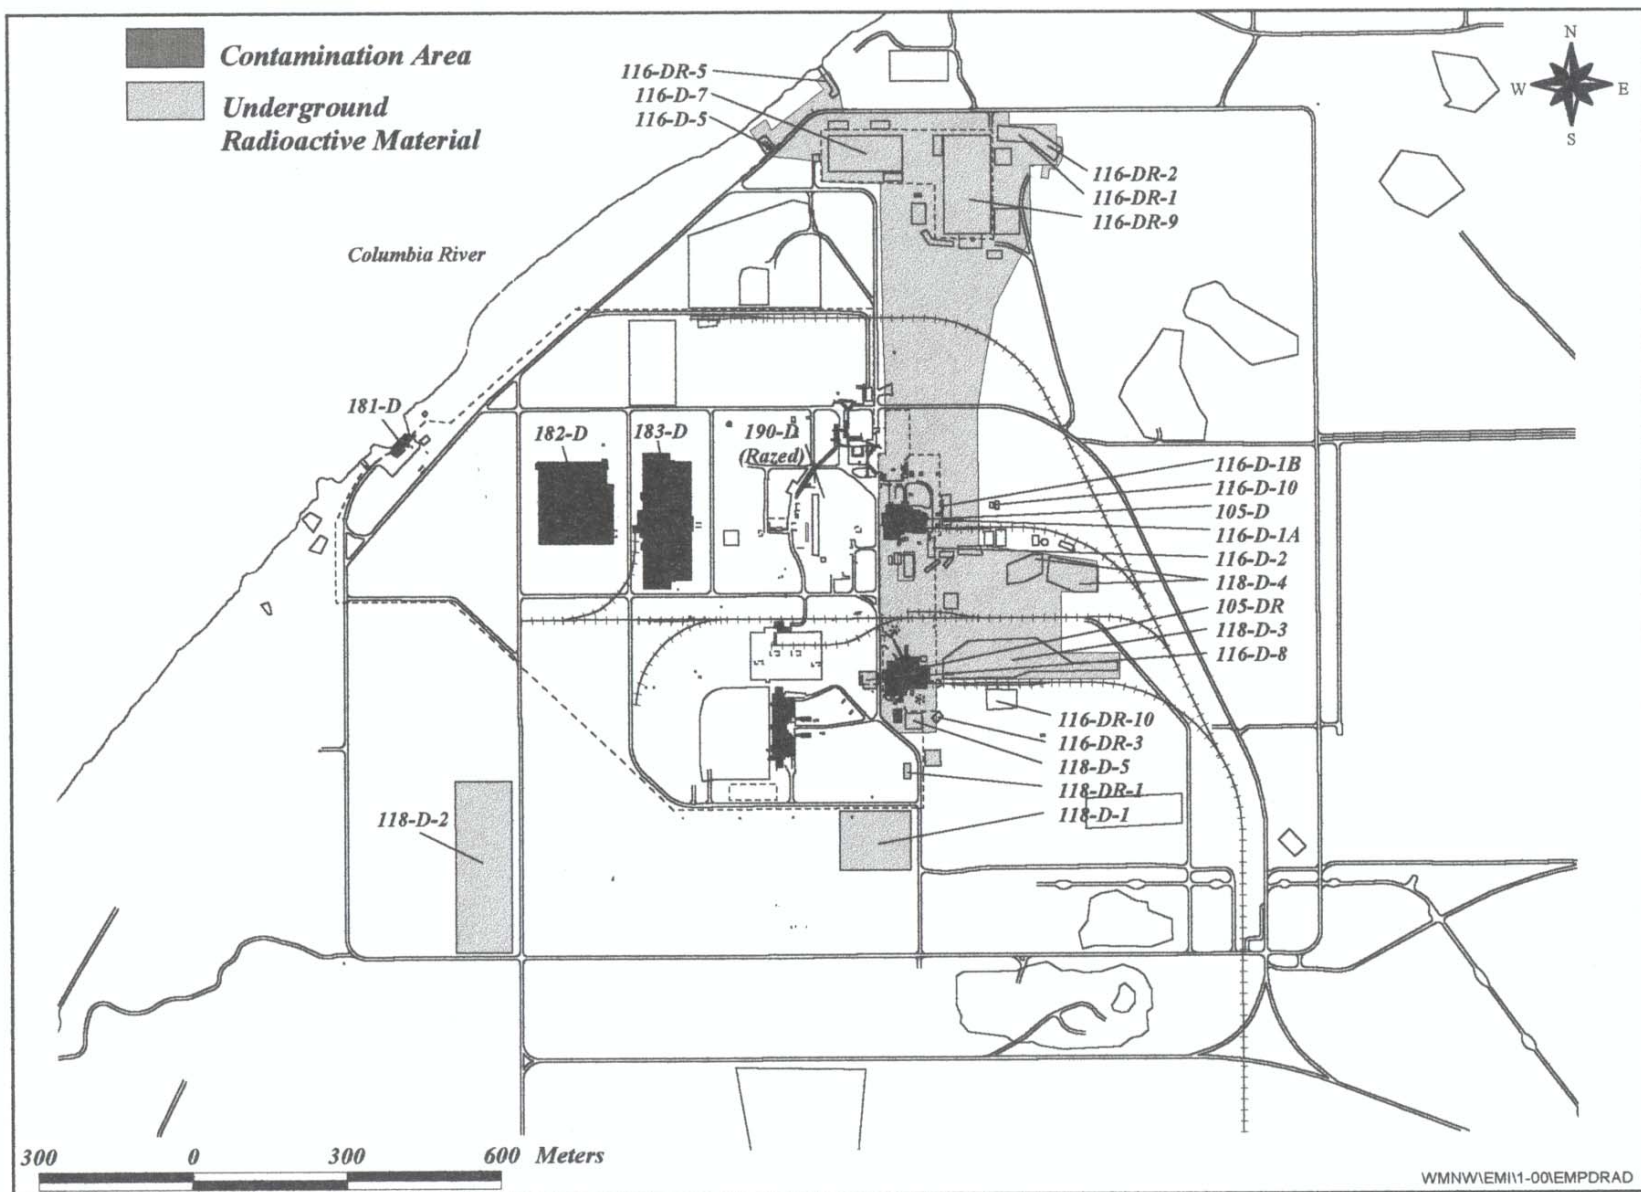 Contamination Area
Underground
Radioactive Material
116-DR-5
116-D-7
116-D-5
N
W
E
S
116-DR-2
116-DR-1
116-DR-9
Columbia River
181-D
182-D
183-D
190-D
(Razed)
116-D-1B
116-D-10
105-D
116-D-1A
116-D-2
118-D-4
105-DR
118-D-3
116-D-8
116-DR-10
116-DR-3
118-D-5
118-DR-1
118-D-1
118-D-2
300 0 300 600 Meters
WMNW\EMI\1-00\EMPDRAD